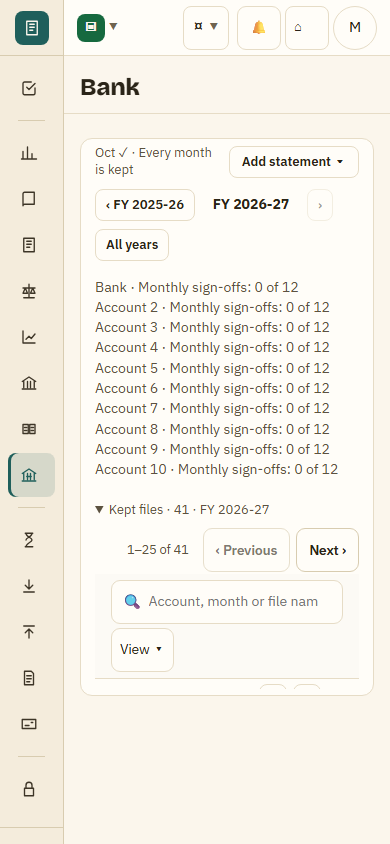 M
Bank
Oct ✓ · Every month
is kept
Add statement
‹ FY 2025-26
FY 2026-27
›
All years
Bank · Monthly sign-offs: 0 of 12
Account 2 · Monthly sign-offs: 0 of 12
Account 3 · Monthly sign-offs: 0 of 12
Account 4 · Monthly sign-offs: 0 of 12
Account 5 · Monthly sign-offs: 0 of 12
Account 6 · Monthly sign-offs: 0 of 12
Account 7 · Monthly sign-offs: 0 of 12
Account 8 · Monthly sign-offs: 0 of 12
Account 9 · Monthly sign-offs: 0 of 12
Account 10 · Monthly sign-offs: 0 of 12
▼ Kept files · 41 · FY 2026-27
1–25 of 41
‹ Previous
Next ›
Account, month or file nam
View